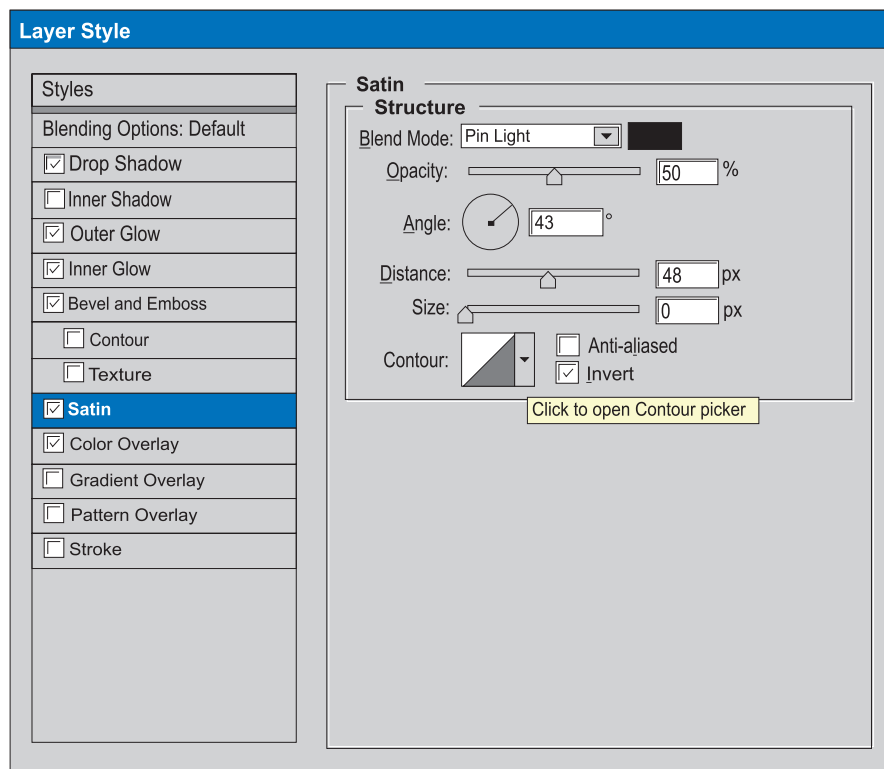 Layer Style
Styles
Blending Options: Default
Drop Shadow
Inner Shadow
Outer Glow
Inner Glow
Bevel and Emboss
Contour
Texture
Satin
Color Overlay
Gradient Overlay
Pattern Overlay
Stroke
Satin
Structure
Blend Mode: Pin Light
Opacity: 50 %
Angle: 43 °
Distance: 48 px
Size: 0 px
Contour:
Anti-aliased
Invert
Click to open Contour picker